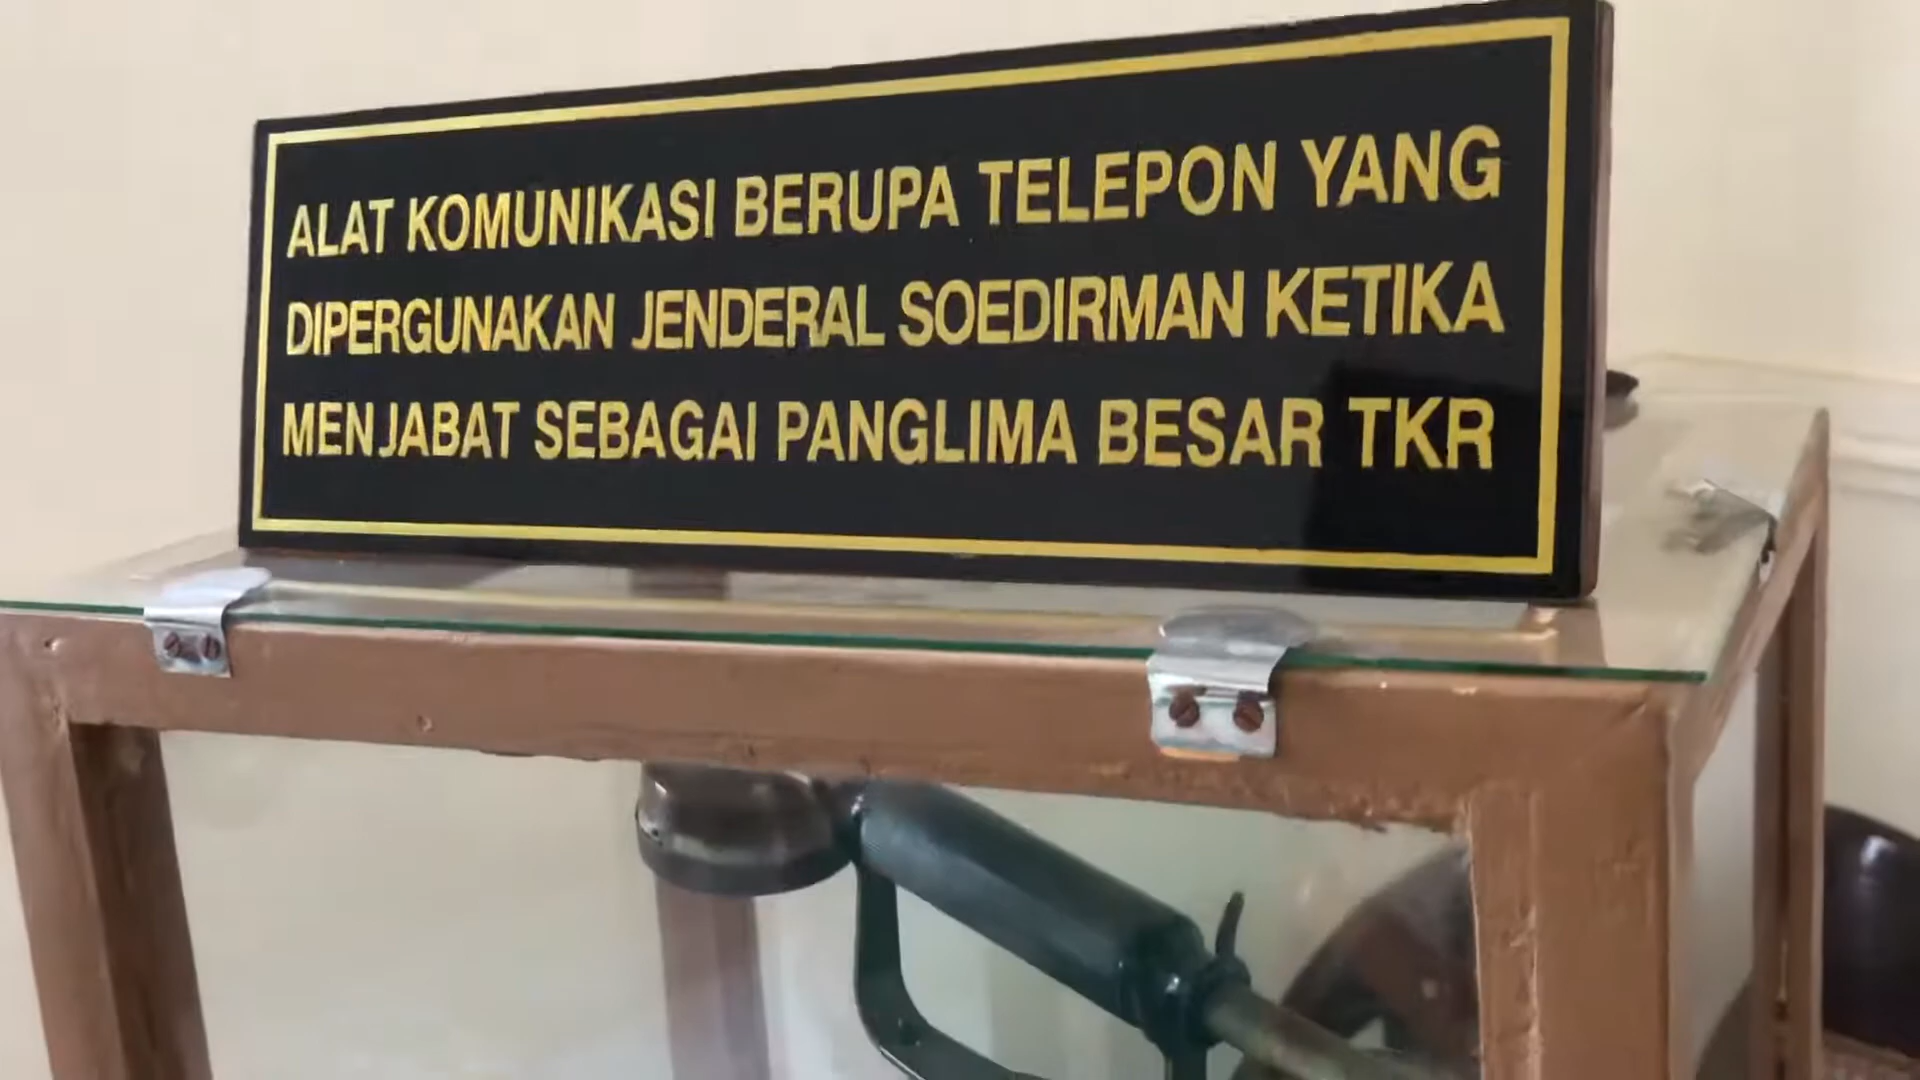 ALAT KOMUNIKASI BERUPA TELEPON YANG
DIPERGUNAKAN JENDERAL SOEDIRMAN KETIKA
MENJABAT SEBAGAI PANGLIMA BESAR TKR